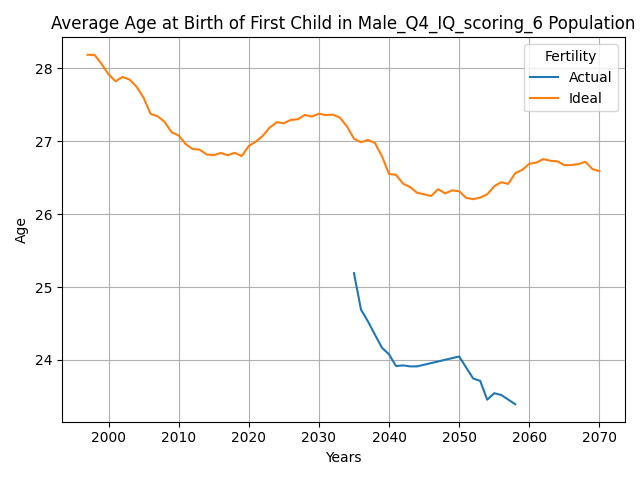 Average Age at Birth of First Child in Male_Q4_IQ_scoring_6 Population
Fertility
Actual
Ideal
28
27
26
25
24
Age
2000 2010 2020 2030 2040 2050 2060 2070
Years